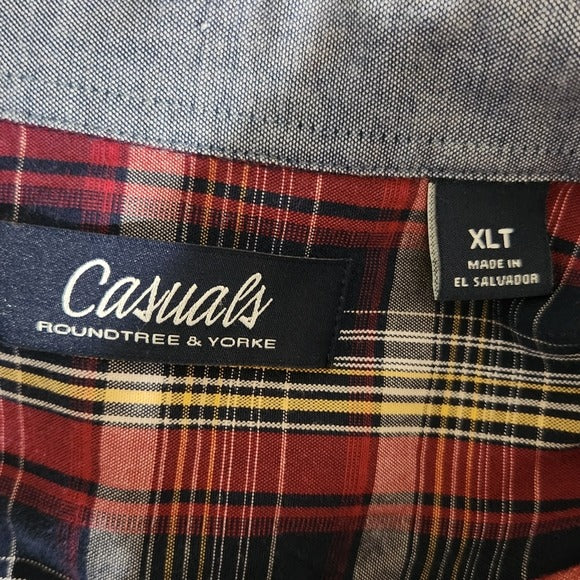 Casuals
ROUNDTREE & YORKE
XLT
MADE IN
EL SALVADOR